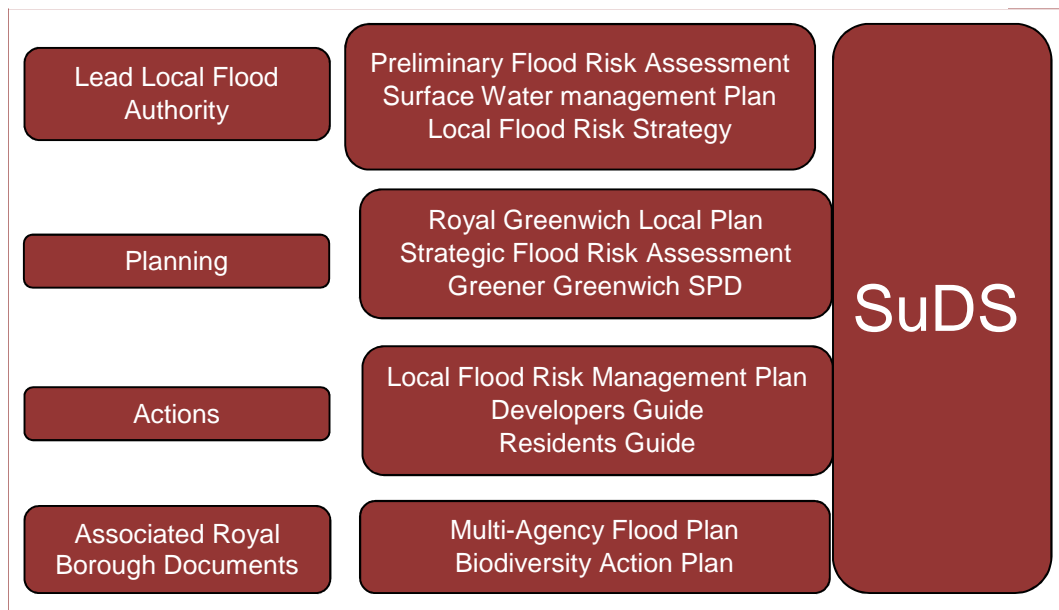 Lead Local Flood
Authority
Preliminary Flood Risk Assessment
Surface Water management Plan
Local Flood Risk Strategy
Planning
Royal Greenwich Local Plan
Strategic Flood Risk Assessment
Greener Greenwich SPD
Actions
Local Flood Risk Management Plan
Developers Guide
Residents Guide
Associated Royal
Borough Documents
Multi-Agency Flood Plan
Biodiversity Action Plan
SuDS